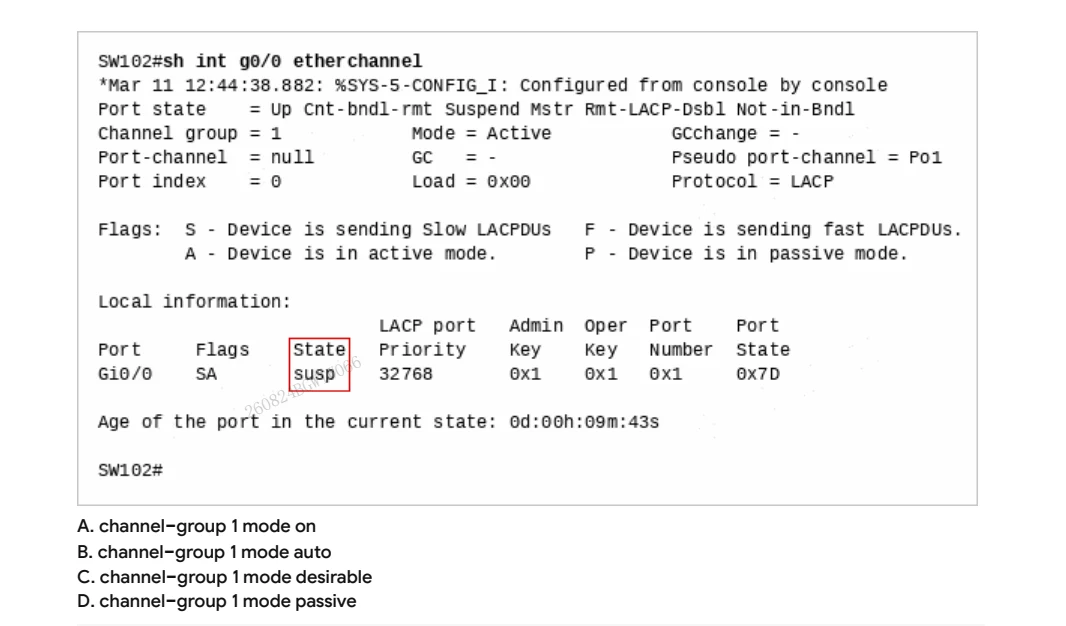 SW102#sh int g0/0 etherchannel
*Mar 11 12:44:38.882: %SYS-5-CONFIG_I: Configured from console by console
Port state    = Up Cnt-bndl-rmt Suspend Mstr Rmt-LACP-Dsbl Not-in-Bndl
Channel group = 1            Mode = Active           GCchange = -
Port-channel  = null         GC   = -                Pseudo port-channel = Po1
Port index    = 0            Load = 0x00             Protocol = LACP
Flags:  S - Device is sending Slow LACPDUs   F - Device is sending fast LACPDUs.
        A - Device is in active mode.        P - Device is in passive mode.
Local information:
                          LACP port   Admin  Oper  Port    Port
Port     Flags    State   Priority    Key    Key   Number  State
Gi0/0    SA       susp    32768       0x1    0x1   0x1     0x7D
Age of the port in the current state: 0d:00h:09m:43s
SW102#
A. channel-group 1 mode on
B. channel-group 1 mode auto
C. channel-group 1 mode desirable
D. channel-group 1 mode passive